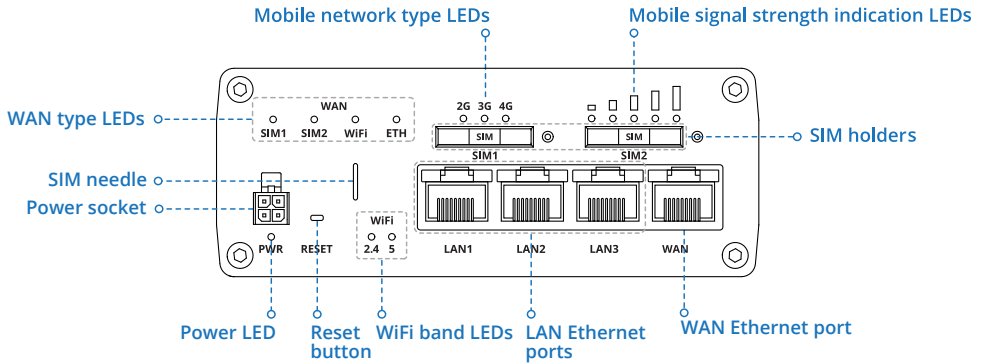 Mobile network type LEDs
Mobile signal strength indication LEDs
WAN
2G 3G 4G
WAN type LEDs
SIM1 SIM2 WiFi ETH
SIM
SIM
SIM holders
SIM1
SIM2
SIM needle
Power socket
WiFi
PWR
RESET
2.4 5
LAN1
LAN2
LAN3
WAN
Power LED
Reset
button
WiFi band LEDs
LAN Ethernet
ports
WAN Ethernet port